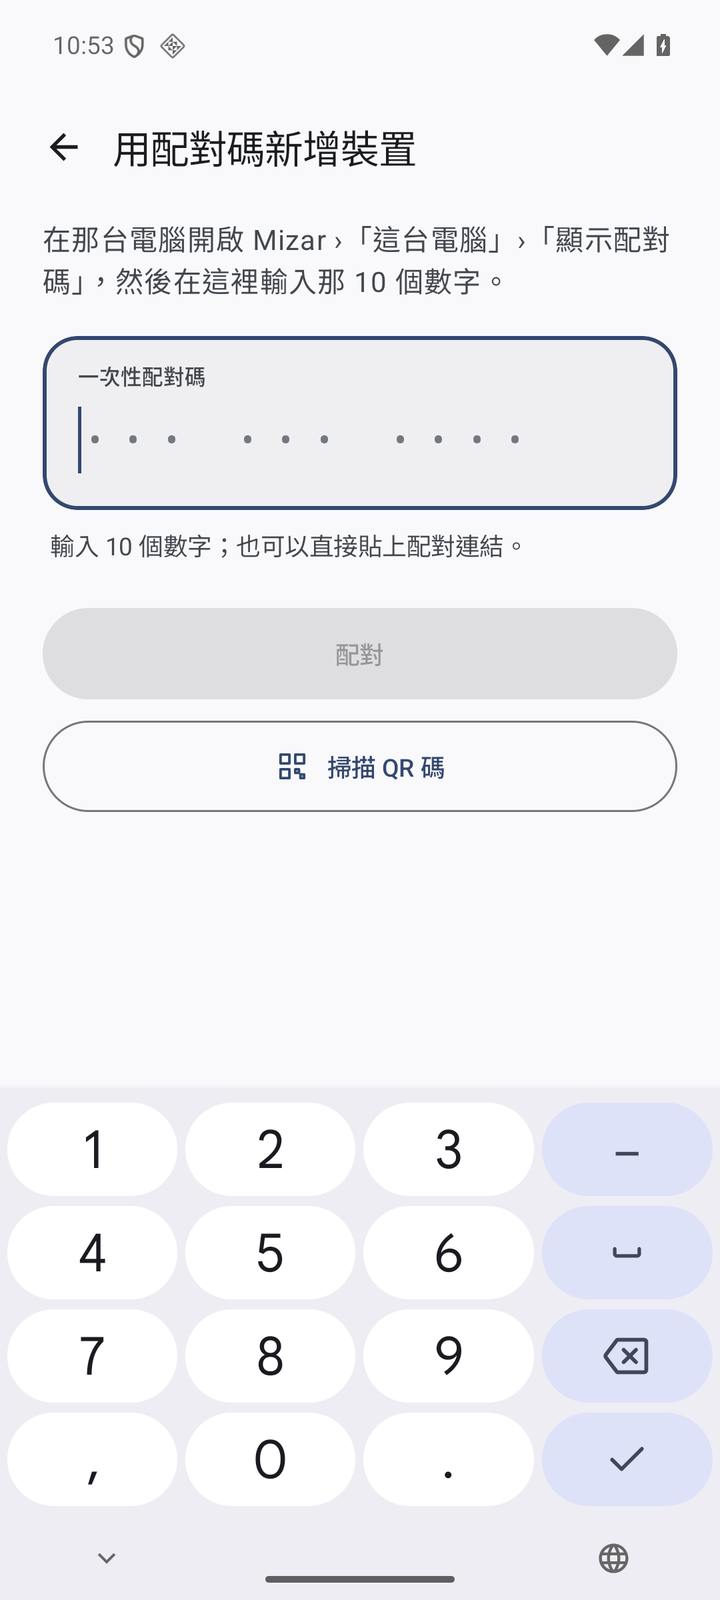 10:53
用配對碼新增裝置
在那台電腦開啟 Mizar ›「這台電腦」›「顯示配對
碼」，然後在這裡輸入那 10 個數字。
一次性配對碼
• • • • • • • • • •
輸入 10 個數字；也可以直接貼上配對連結。
配對
掃描 QR 碼
1 2 3 –
4 5 6
7 8 9
, 0 .